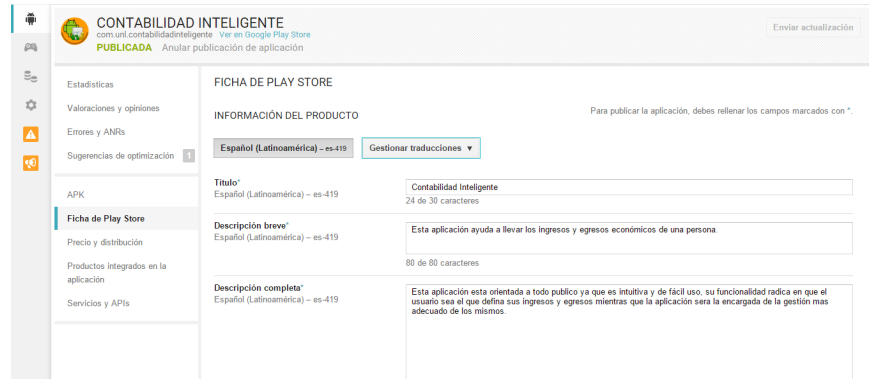 CONTABILIDAD INTELIGENTE
com.unl.contabilidadinteligente Ver en Google Play Store
PUBLICADA Anular publicación de aplicación
Enviar actualización
Estadísticas
Valoraciones y opiniones
Errores y ANRs
Sugerencias de optimización 1
APK
Ficha de Play Store
Precio y distribución
Productos integrados en la
aplicación
Servicios y APIs
FICHA DE PLAY STORE
INFORMACIÓN DEL PRODUCTO
Para publicar la aplicación, debes rellenar los campos marcados con *.
Español (Latinoamérica) – es-419
Gestionar traducciones ▼
Título*
Español (Latinoamérica) – es-419
Contabilidad Inteligente
24 de 30 caracteres
Descripción breve*
Español (Latinoamérica) – es-419
Esta aplicación ayuda a llevar los ingresos y egresos económicos de una persona.
80 de 80 caracteres
Descripción completa*
Español (Latinoamérica) – es-419
Esta aplicación esta orientada a todo publico ya que es intuitiva y de fácil uso, su funcionalidad radica en que el
usuario sea el que defina sus ingresos y egresos mientras que la aplicación sera la encargada de la gestión mas
adecuado de los mismos.